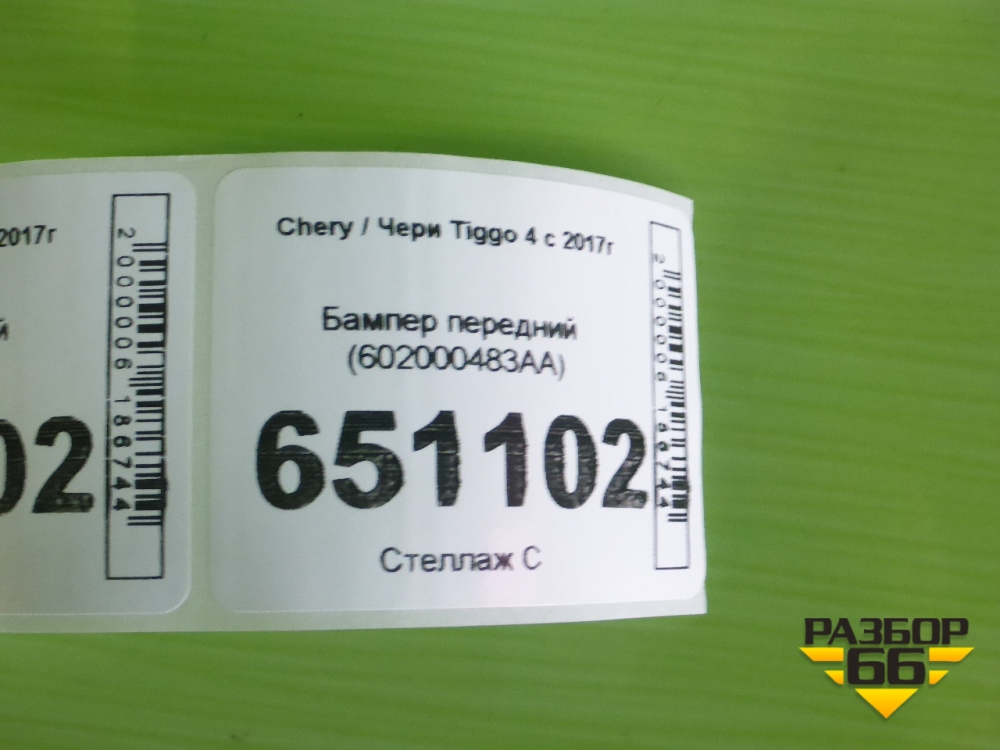 2017г
й
02
2 000006 186744
Chery / Чери Tiggo 4 с 2017г
Бампер передний
(602000483AA)
651102
Стеллаж С
2 000006 186744
РАЗБОР
66